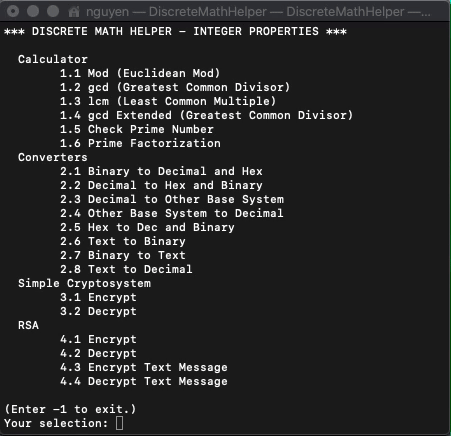 nguyen — DiscreteMathHelper — DiscreteMathHelper —...
*** DISCRETE MATH HELPER - INTEGER PROPERTIES ***
Calculator
1.1 Mod (Euclidean Mod)
1.2 gcd (Greatest Common Divisor)
1.3 lcm (Least Common Multiple)
1.4 gcd Extended (Greatest Common Divisor)
1.5 Check Prime Number
1.6 Prime Factorization
Converters
2.1 Binary to Decimal and Hex
2.2 Decimal to Hex and Binary
2.3 Decimal to Other Base System
2.4 Other Base System to Decimal
2.5 Hex to Dec and Binary
2.6 Text to Binary
2.7 Binary to Text
2.8 Text to Decimal
Simple Cryptosystem
3.1 Encrypt
3.2 Decrypt
RSA
4.1 Encrypt
4.2 Decrypt
4.3 Encrypt Text Message
4.4 Decrypt Text Message
(Enter -1 to exit.)
Your selection: